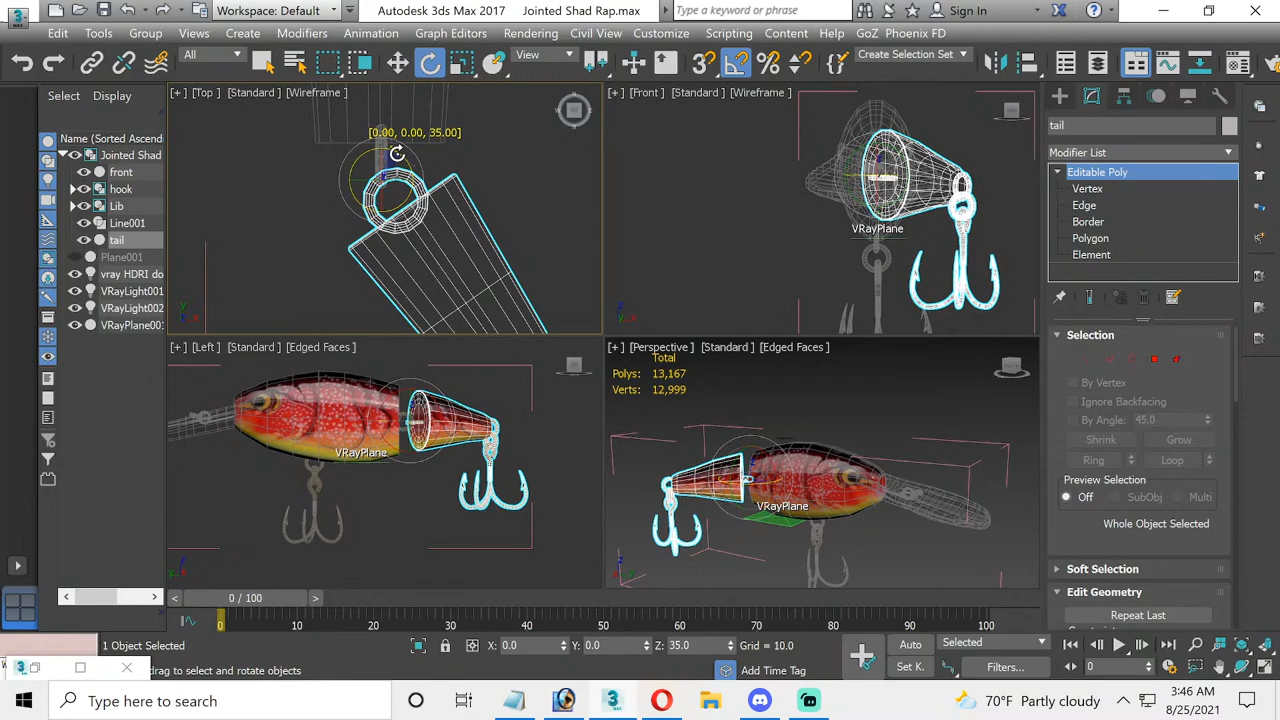 Workspace: Default
Autodesk 3ds Max 2017 Jointed Shad Rap.max
Type a keyword or phrase
Sign In
Edit Tools Group Views Create Modifiers Animation Graph Editors Rendering Civil View Customize Scripting Content Help GoZ Phoenix FD
All
View
Create Selection Set
Select Display
Name (Sorted Ascend
Jointed Shad
front
hook
Lib
Line001
tail
Plane001
vray HDRI do
VRayLight001
VRayLight002
VRayPlane001
[+] [Top] [Standard] [Wireframe]
[0.00, 0.00, 35.00]
[+] [Front] [Standard] [Wireframe]
VRayPlane
[+] [Left] [Standard] [Edged Faces]
VRayPlane
[+] [Perspective] [Standard] [Edged Faces]
Total
Polys: 13,167
Verts: 12,999
VRayPlane
tail
Modifier List
Editable Poly
Vertex
Edge
Border
Polygon
Element
Selection
By Vertex
Ignore Backfacing
By Angle: 45.0
Shrink Grow
Ring Loop
Preview Selection
Off SubObj Multi
Whole Object Selected
Soft Selection
Edit Geometry
Repeat Last
0 / 100
0 10 20 30 40 50 60 70 80 90 100
1 Object Selected
X: 0.0 Y: 0.0 Z: 35.0 Grid = 10.0
Auto Selected
Set K. Filters...
0
drag to select and rotate objects
Add Time Tag
Type here to search
70°F Partly cloudy
3:46 AM
8/25/2021